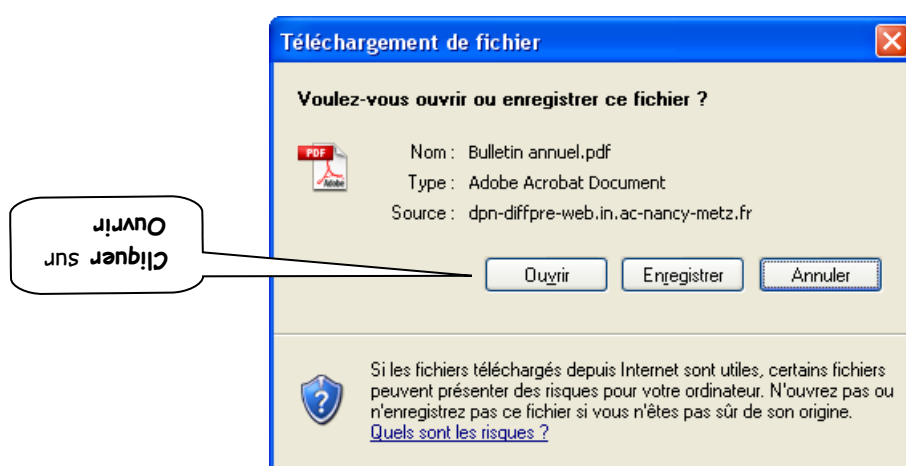 Téléchargement de fichier
Voulez-vous ouvrir ou enregistrer ce fichier ?
PDF
Adobe
Nom : Bulletin annuel.pdf
Type : Adobe Acrobat Document
Source : dpn-diffpre-web.in.ac-nancy-metz.fr
Cliquer sur
Ouvrir
Ouvrir Enregistrer Annuler
Si les fichiers téléchargés depuis Internet sont utiles, certains fichiers
peuvent présenter des risques pour votre ordinateur. N'ouvrez pas ou
n'enregistrez pas ce fichier si vous n'êtes pas sûr de son origine.
Quels sont les risques ?